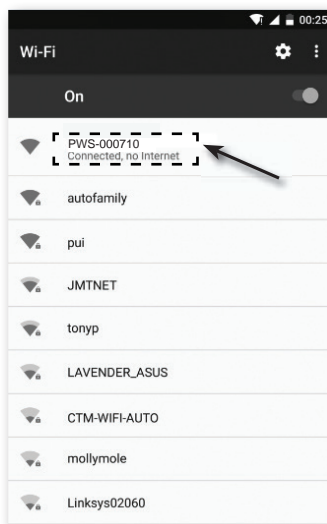 00:25
Wi-Fi
On
PWS-000710
Connected, no Internet
autofamily
pui
JMTNET
tonyp
LAVENDER_ASUS
CTM-WIFI-AUTO
mollymole
Linksys02060